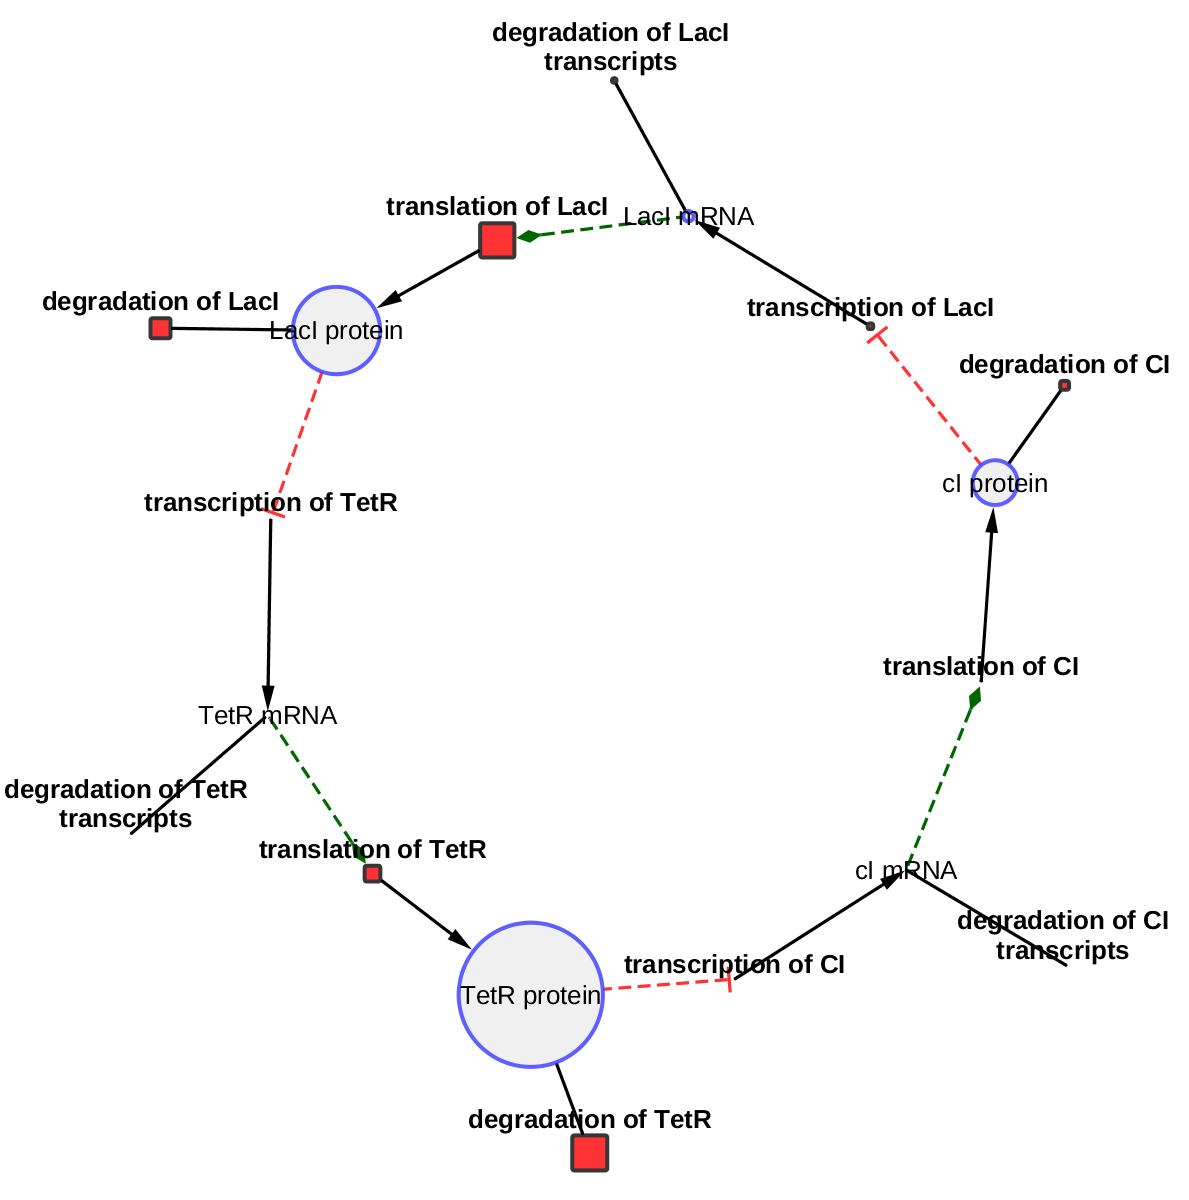 degradation of LacI
transcripts
translation of LacI
LacI mRNA
degradation of LacI
transcription of LacI
LacI protein
degradation of CI
cI protein
transcription of TetR
translation of CI
TetR mRNA
degradation of TetR
transcripts
translation of TetR
cI mRNA
degradation of CI
transcripts
transcription of CI
TetR protein
degradation of TetR